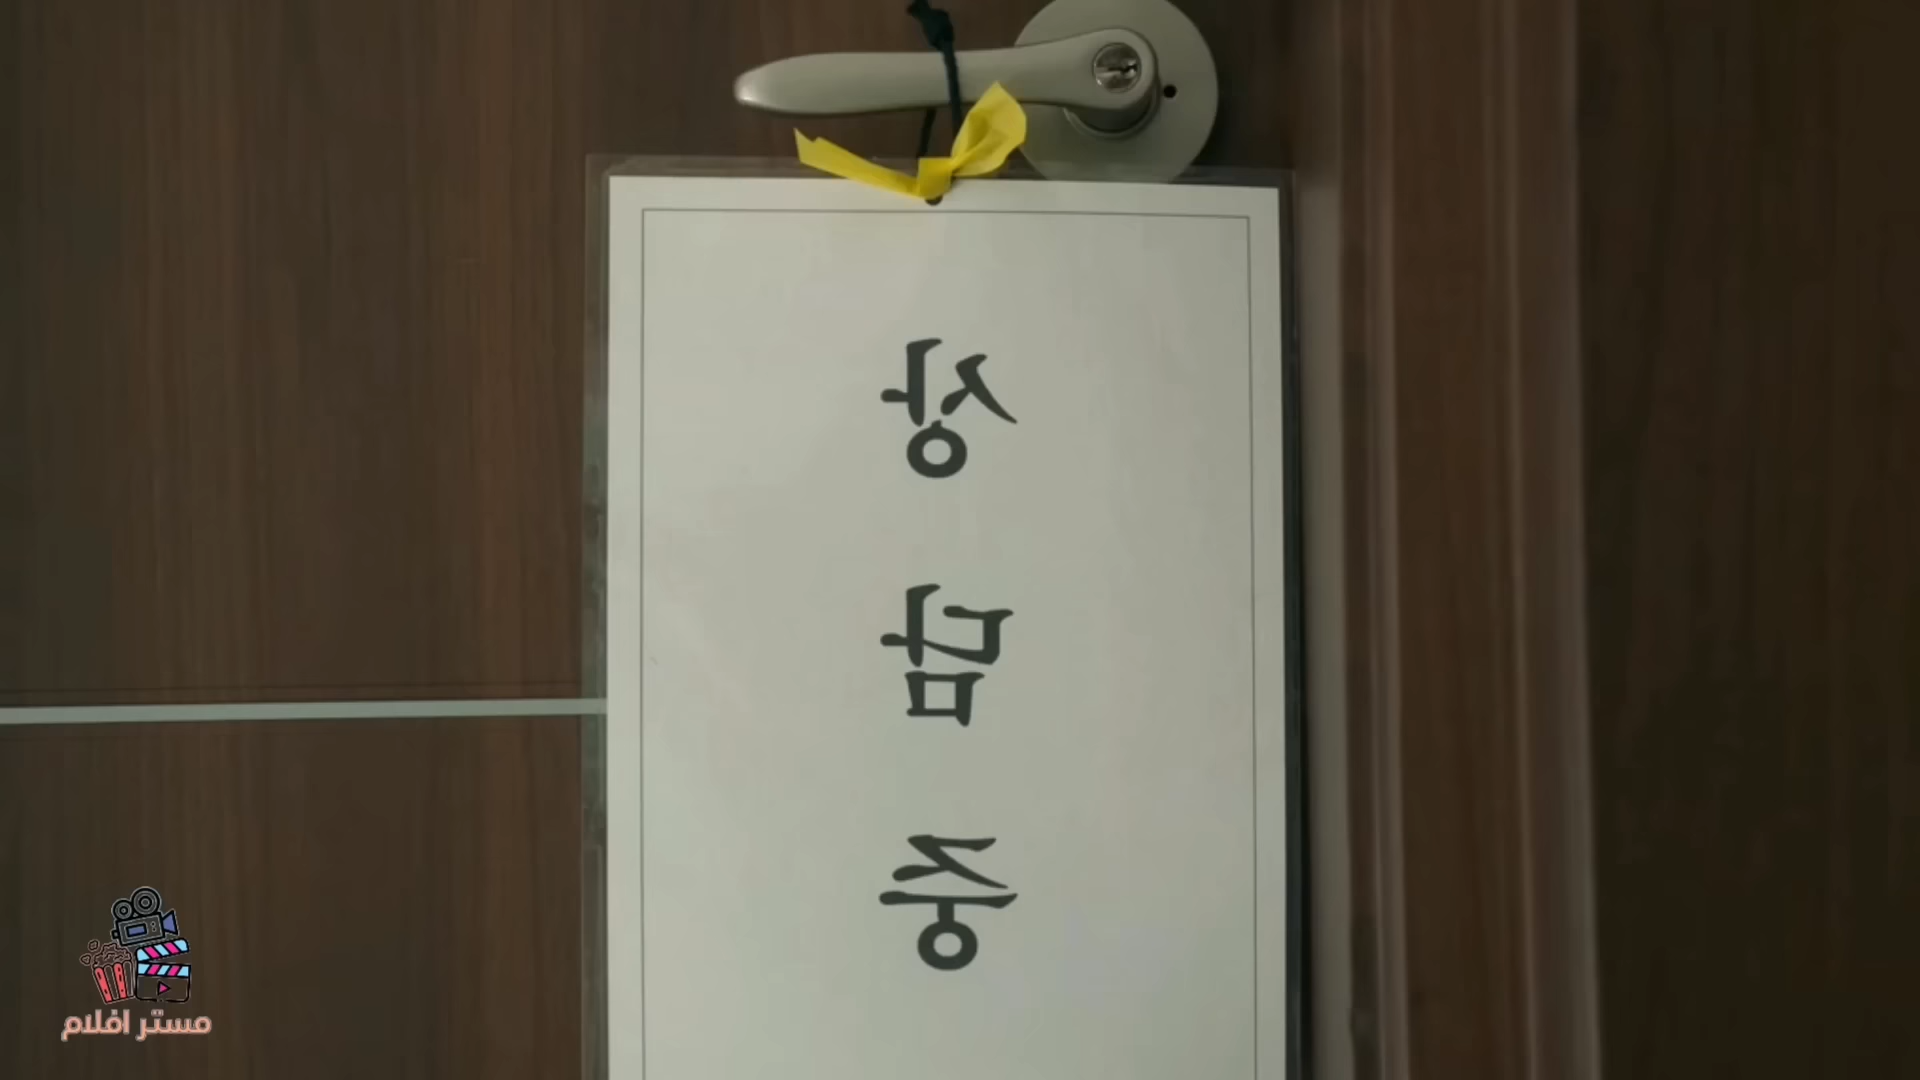 상
담
중
مستر افلام